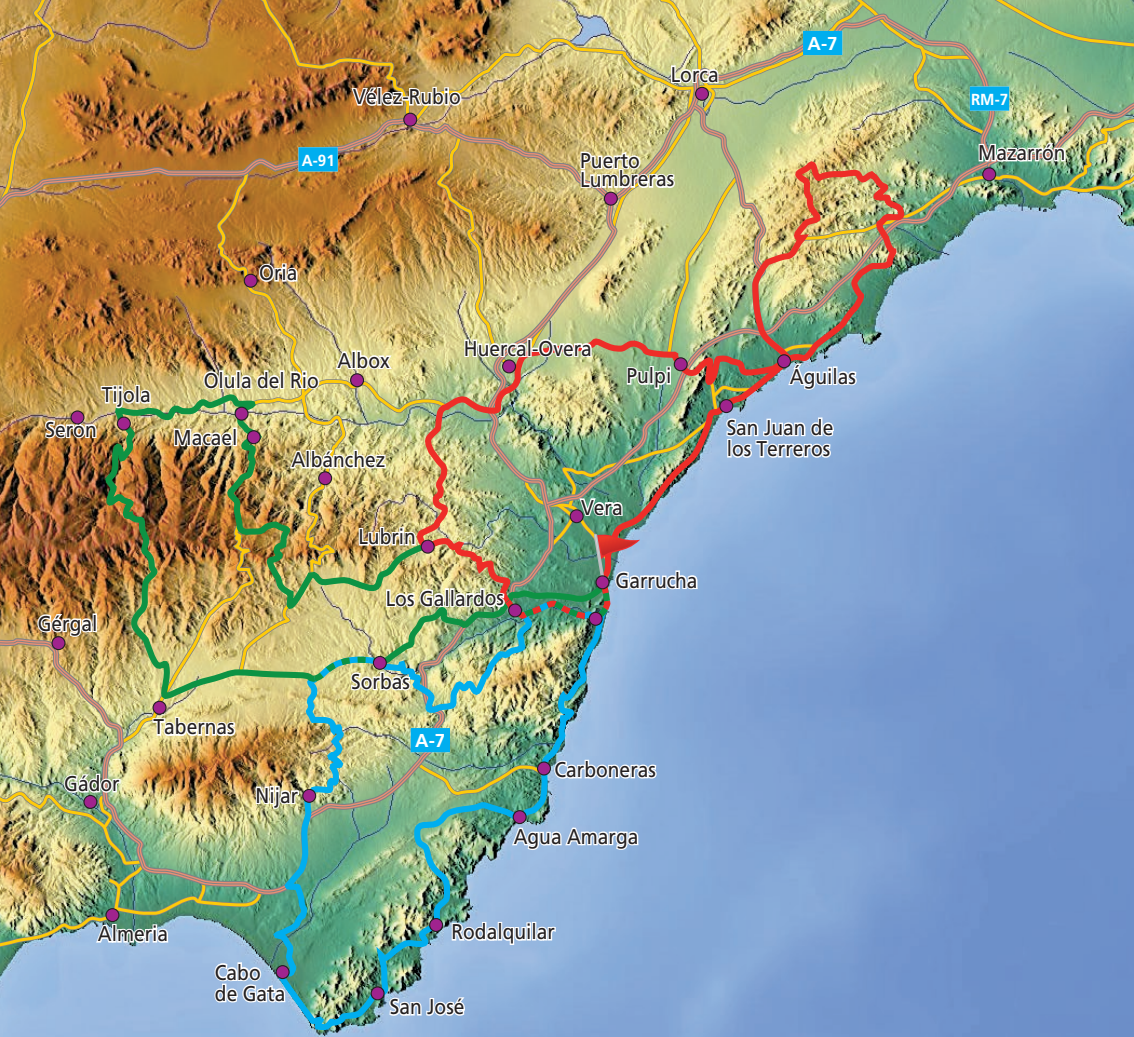 A-7
Lorca
Vélez-Rubio
RM-7
A-91
Mazarrón
Puerto
Lumbreras
Oria
Huercal-Overa
Albox
Pulpi
Águilas
Olula del Rio
Tijola
Serón
Macael
San Juan de
los Terreros
Albánchez
Vera
Lubrin
Garrucha
Los Gallardos
Gérgal
Sorbas
Tabernas
A-7
Carboneras
Gádor
Nijar
Agua Amarga
Almeria
Rodalquilar
Cabo
de Gata
San José